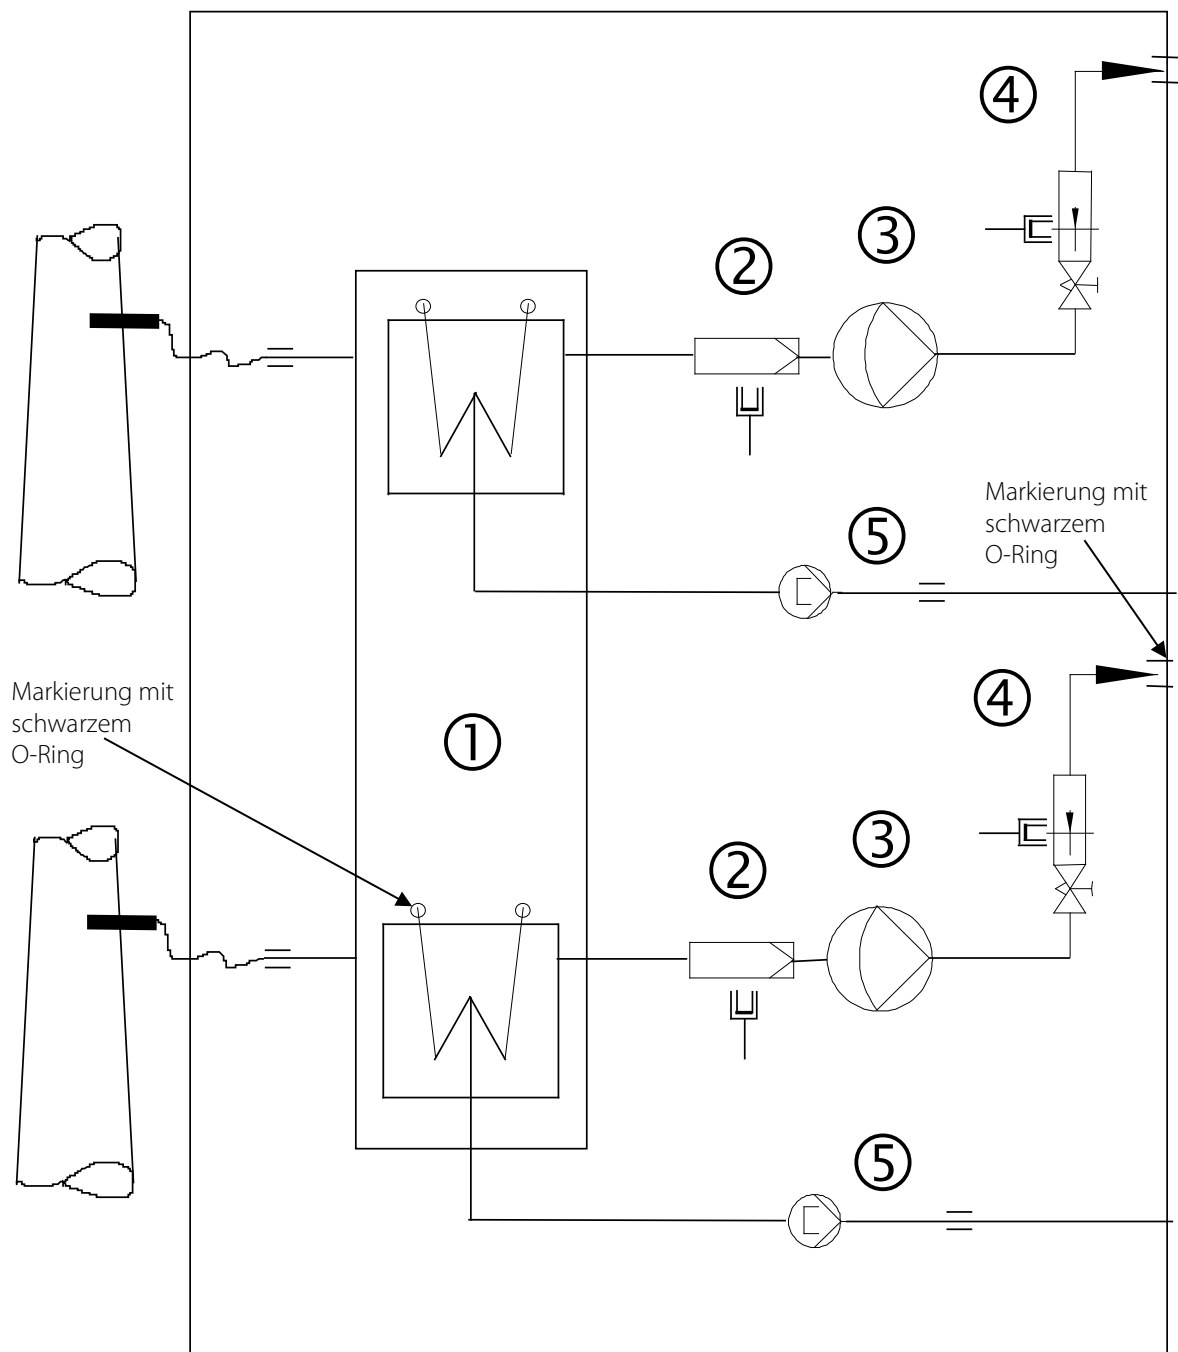 ④
③
②
Markierung mit
schwarzem
O-Ring
⑤
Markierung mit
schwarzem
O-Ring
④
①
③
②
⑤